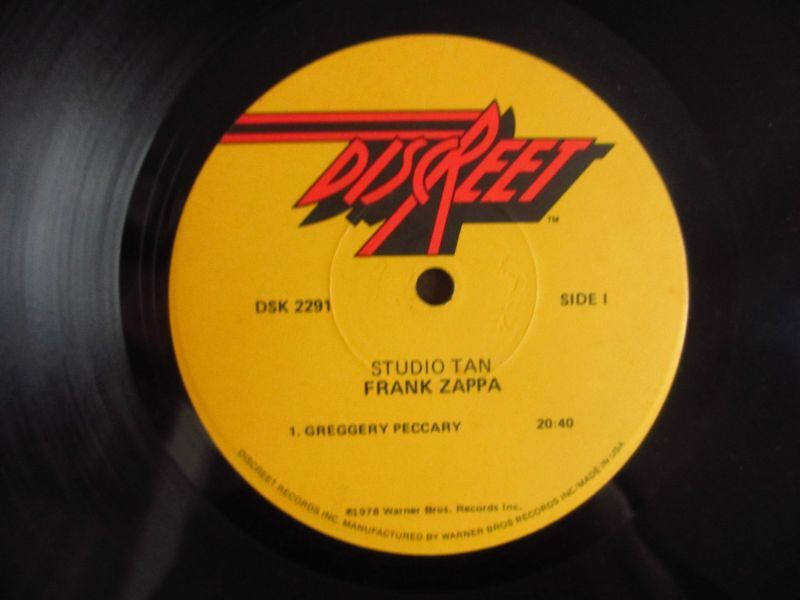 DISCREET
TM
DSK 2291
SIDE I
STUDIO TAN
FRANK ZAPPA
1. GREGGERY PECCARY 20:40
℗1978 Warner Bros. Records Inc.
DISCREET RECORDS INC. MANUFACTURED BY WARNER BROS RECORDS INC/MADE IN USA